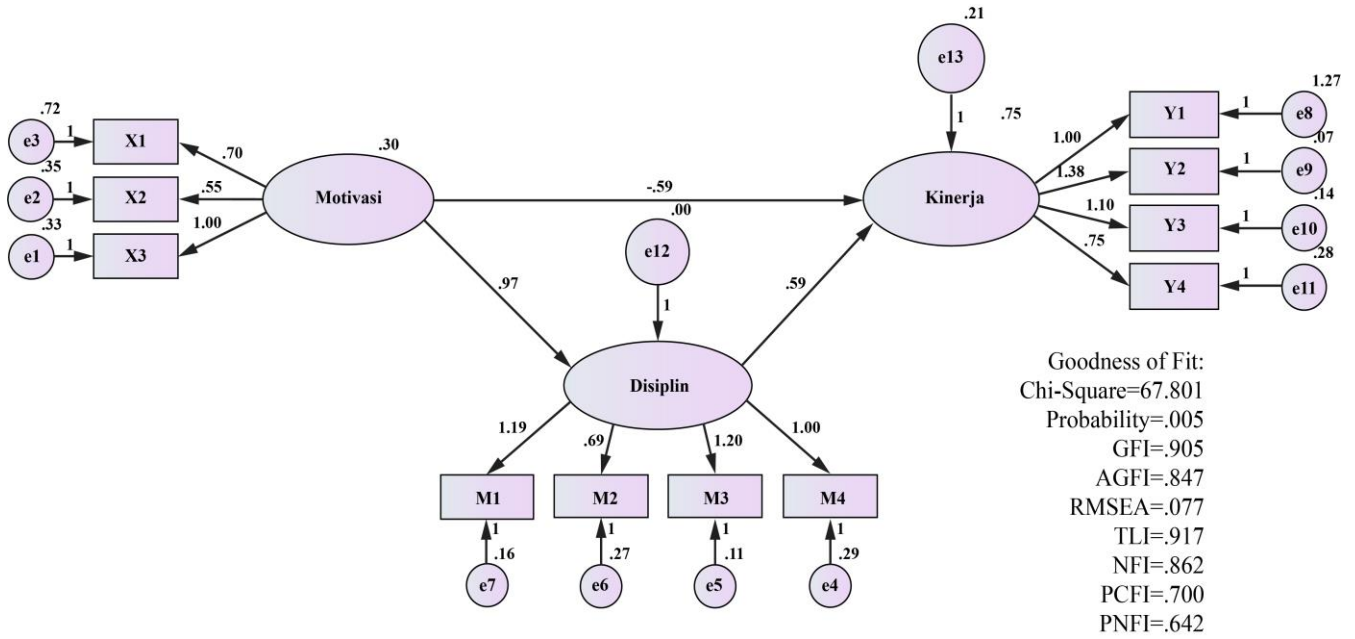 .21
e13
.72
1.27
e3
1
X1
.70
.30
1
.75
1.00
Y1
1
e8
.35
.07
e2
1
X2
.55
Motivasi
-.59
Kinerja
1.38
Y2
1
e9
.33
.00
.14
e1
1
X3
1.00
e12
1.10
Y3
1
e10
.75
.28
.97
1
.59
Y4
1
e11
Disiplin
Goodness of Fit:
Chi-Square=67.801
Probability=.005
GFI=.905
AGFI=.847
RMSEA=.077
TLI=.917
NFI=.862
PCFI=.700
PNFI=.642
1.19
.69
1.20
1.00
M1
M2
M3
M4
1
1
1
1
.16
.27
.11
.29
e7
e6
e5
e4